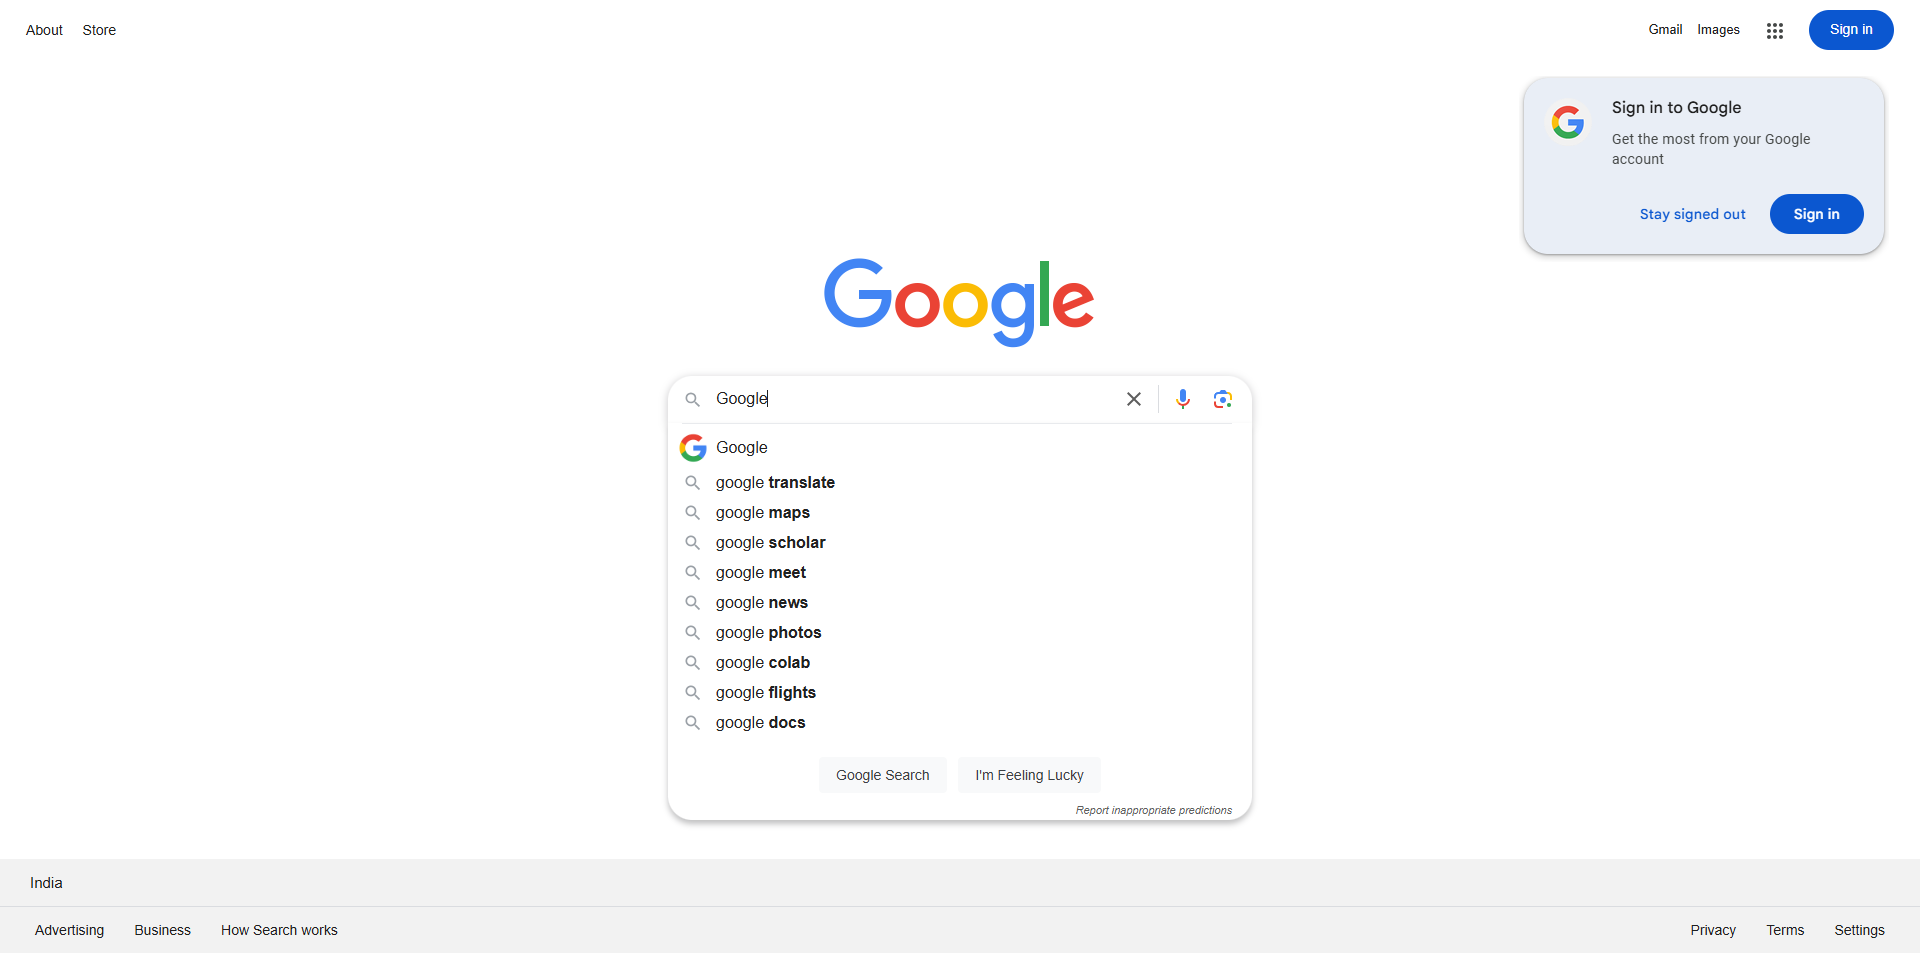 About Store
Gmail Images Sign in
Sign in to Google
Get the most from your Google
account
Stay signed out Sign in
Google
Google
Google
google translate
google maps
google scholar
google meet
google news
google photos
google colab
google flights
google docs
Google Search I'm Feeling Lucky
Report inappropriate predictions
India
Advertising Business How Search works
Privacy Terms Settings